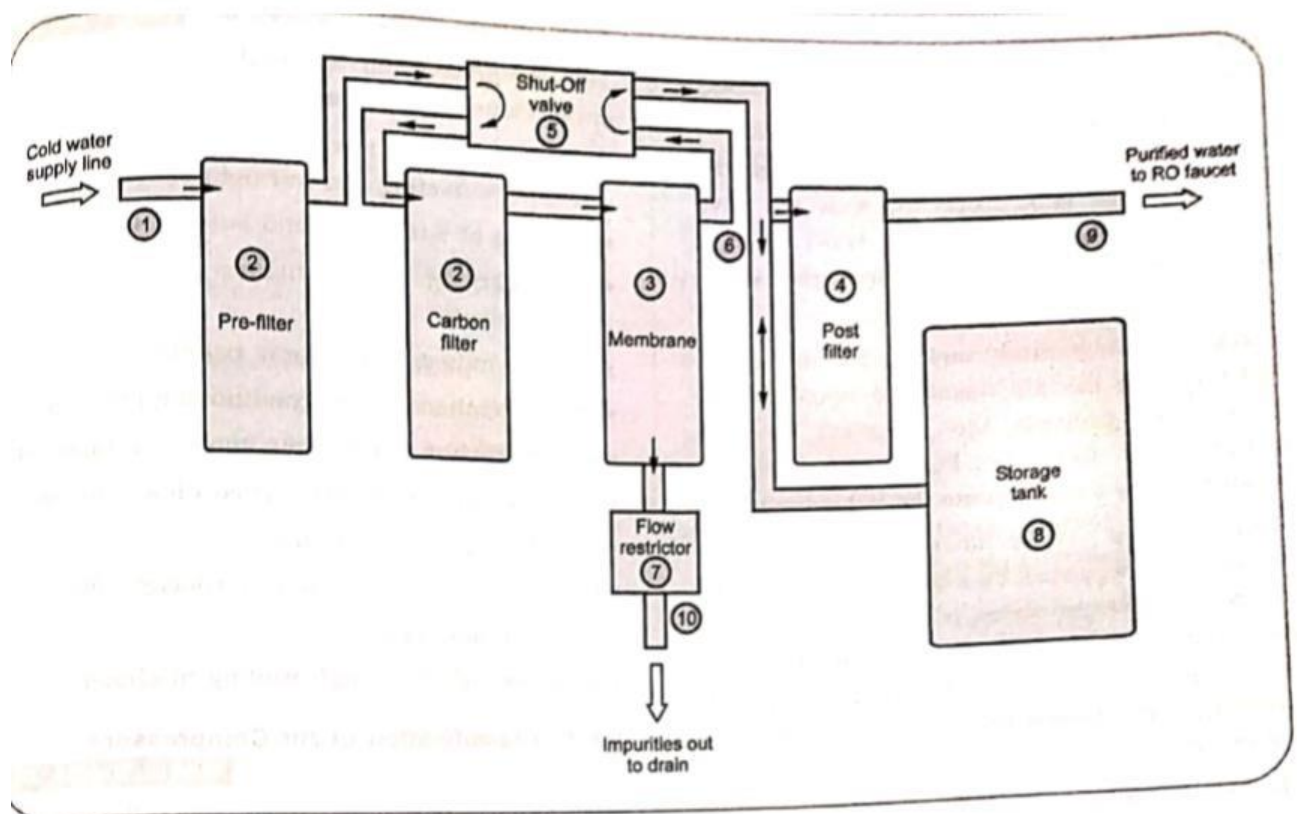 Shut-Off
valve
5
Cold water
supply line
1
2
Pre-filter
2
Carbon
filter
3
Membrane
6
4
Post
filter
Purified water
to RO faucet
9
Storage
tank
8
Flow
restrictor
7
10
Impurities out
to drain